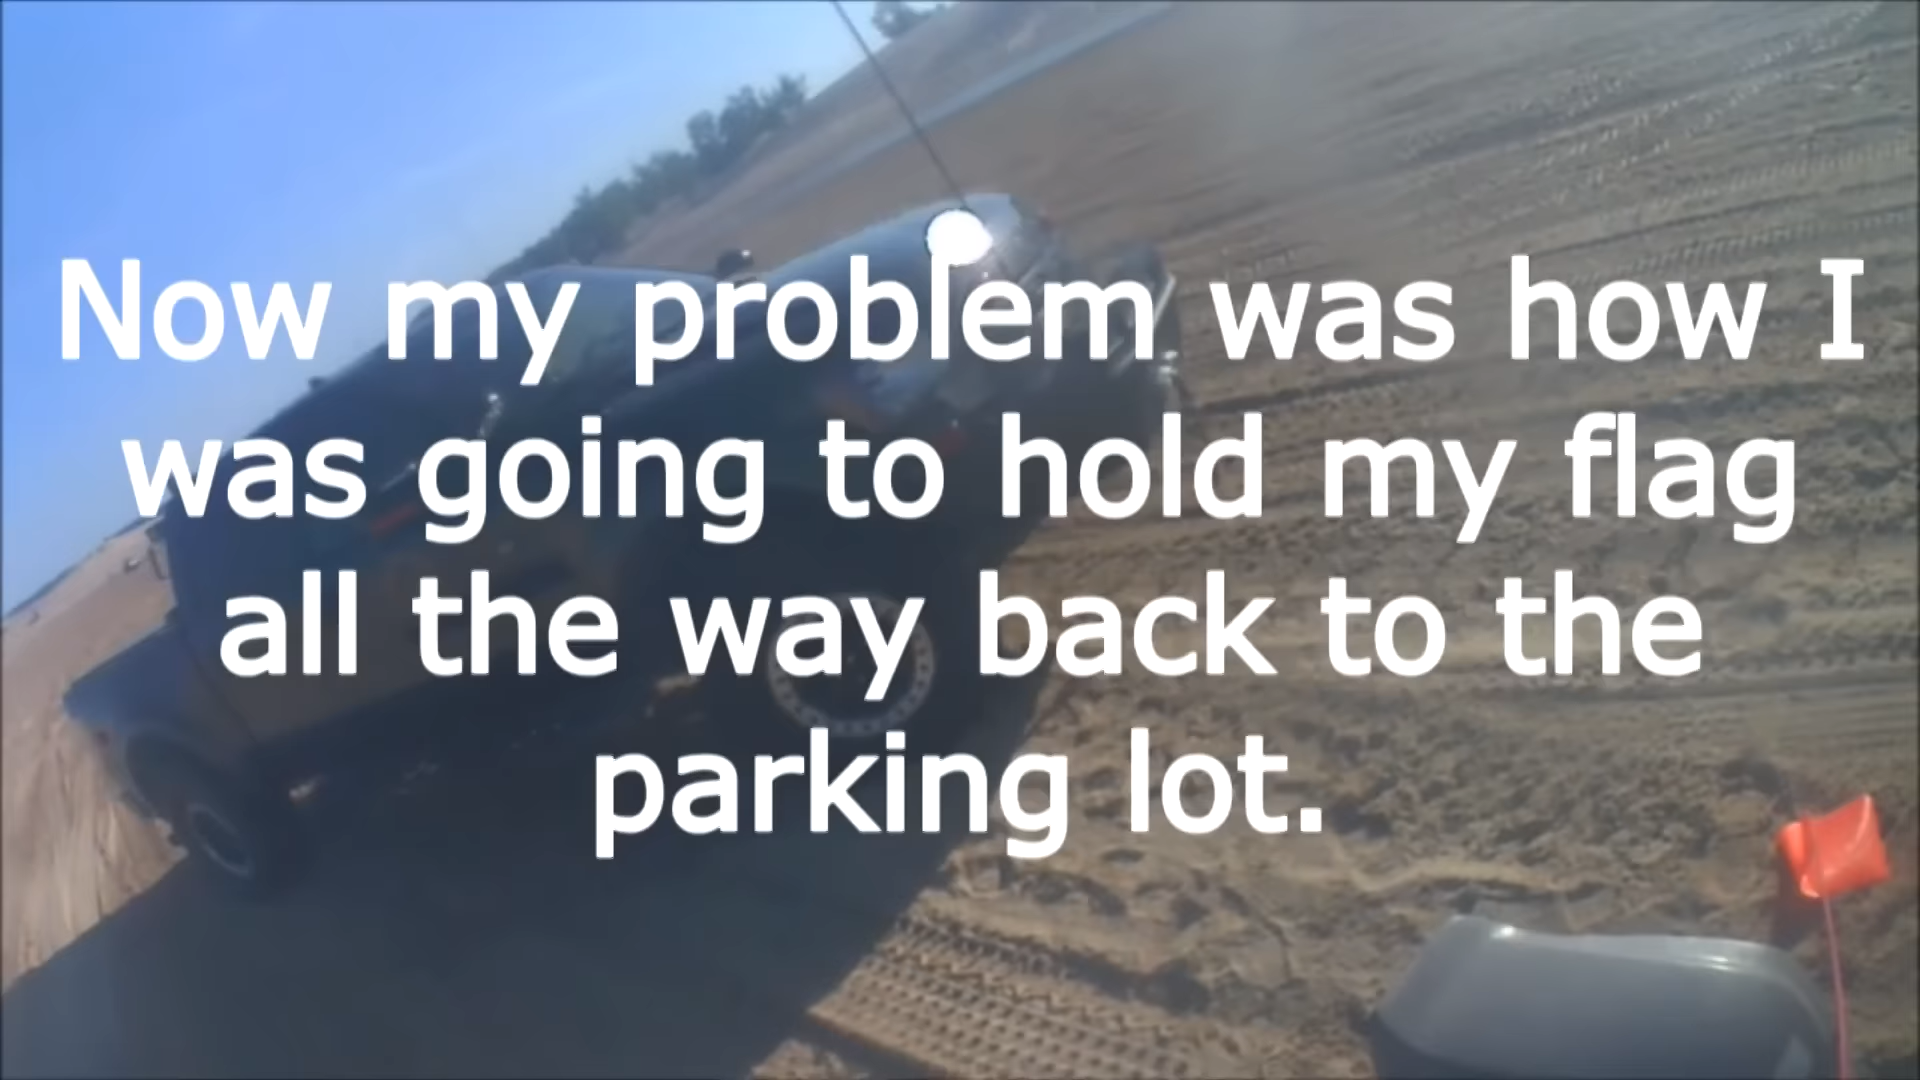 Now my problem was how I
was going to hold my flag
all the way back to the
parking lot.